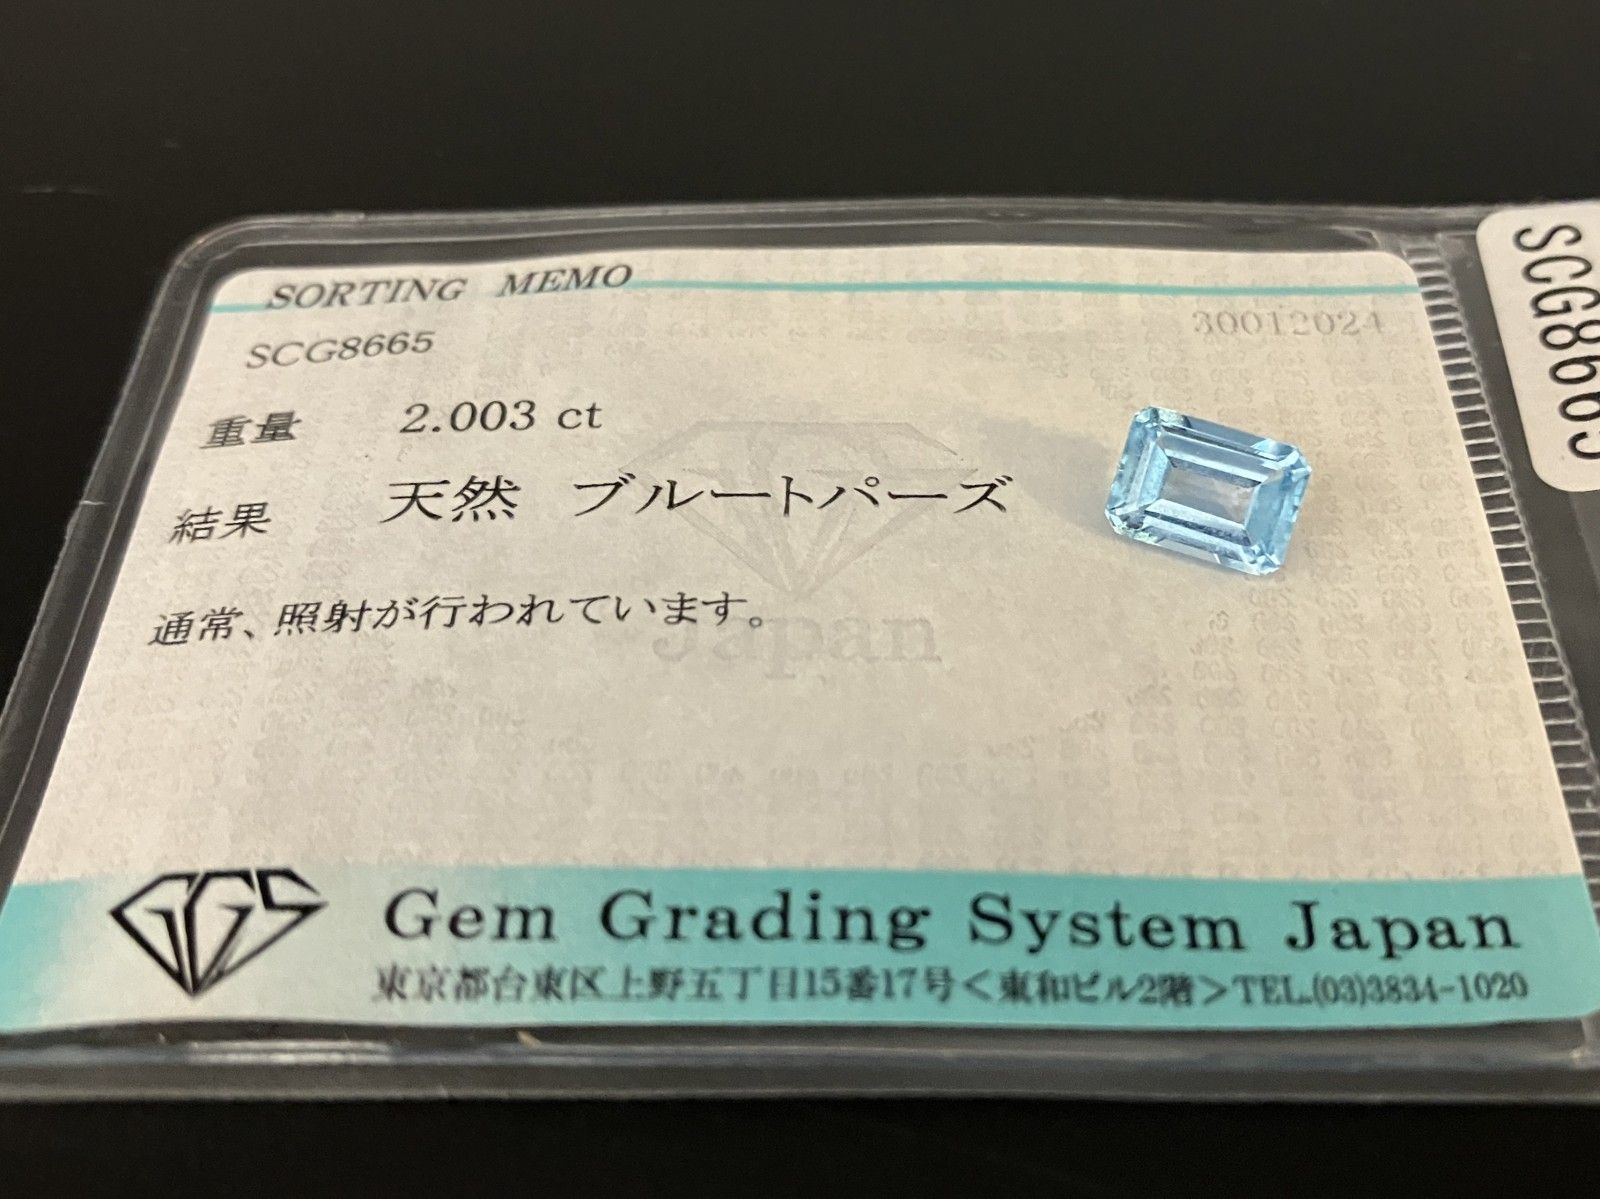 SORTING MEMO
SCG8665
30012024
重量 2.003 ct
結果 天然 ブルートパーズ
通常、照射が行われています。
Japan
GGS
Gem Grading System Japan
東京都台東区上野五丁目15番17号<東和ビル2階>TEL.(03)3834-1020
SCG8665